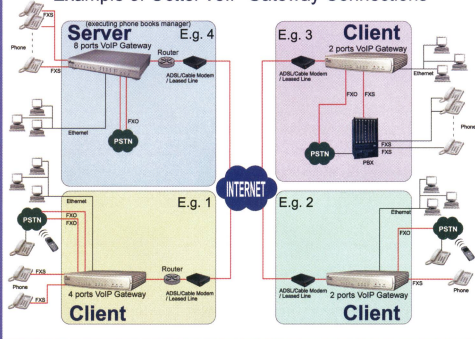 Example of Octtel VoIP Gateway Connections
FXS
Phone
FXS
Server
(executing phone books manager)
8 ports VoIP Gateway
E.g. 4
Router
ADSL/Cable Modem
/ Leased Line
FXO
Ethernet
PSTN
E.g. 3
Client
2 ports VoIP Gateway
ADSL/Cable Modem
/ Leased Line
FXO
FXS
Ethernet
Phone
PSTN
PBX
FXS
FXS
INTERNET
E.g. 1
Ethernet
FXO
FXO
PSTN
FXS
Phone
FXS
Router
4 ports VoIP Gateway
ADSL/Cable Modem
/ Leased Line
Client
E.g. 2
Ethernet
FXO
PSTN
FXS
Phone
ADSL/Cable Modem
/ Leased Line
2 ports VoIP Gateway
Client